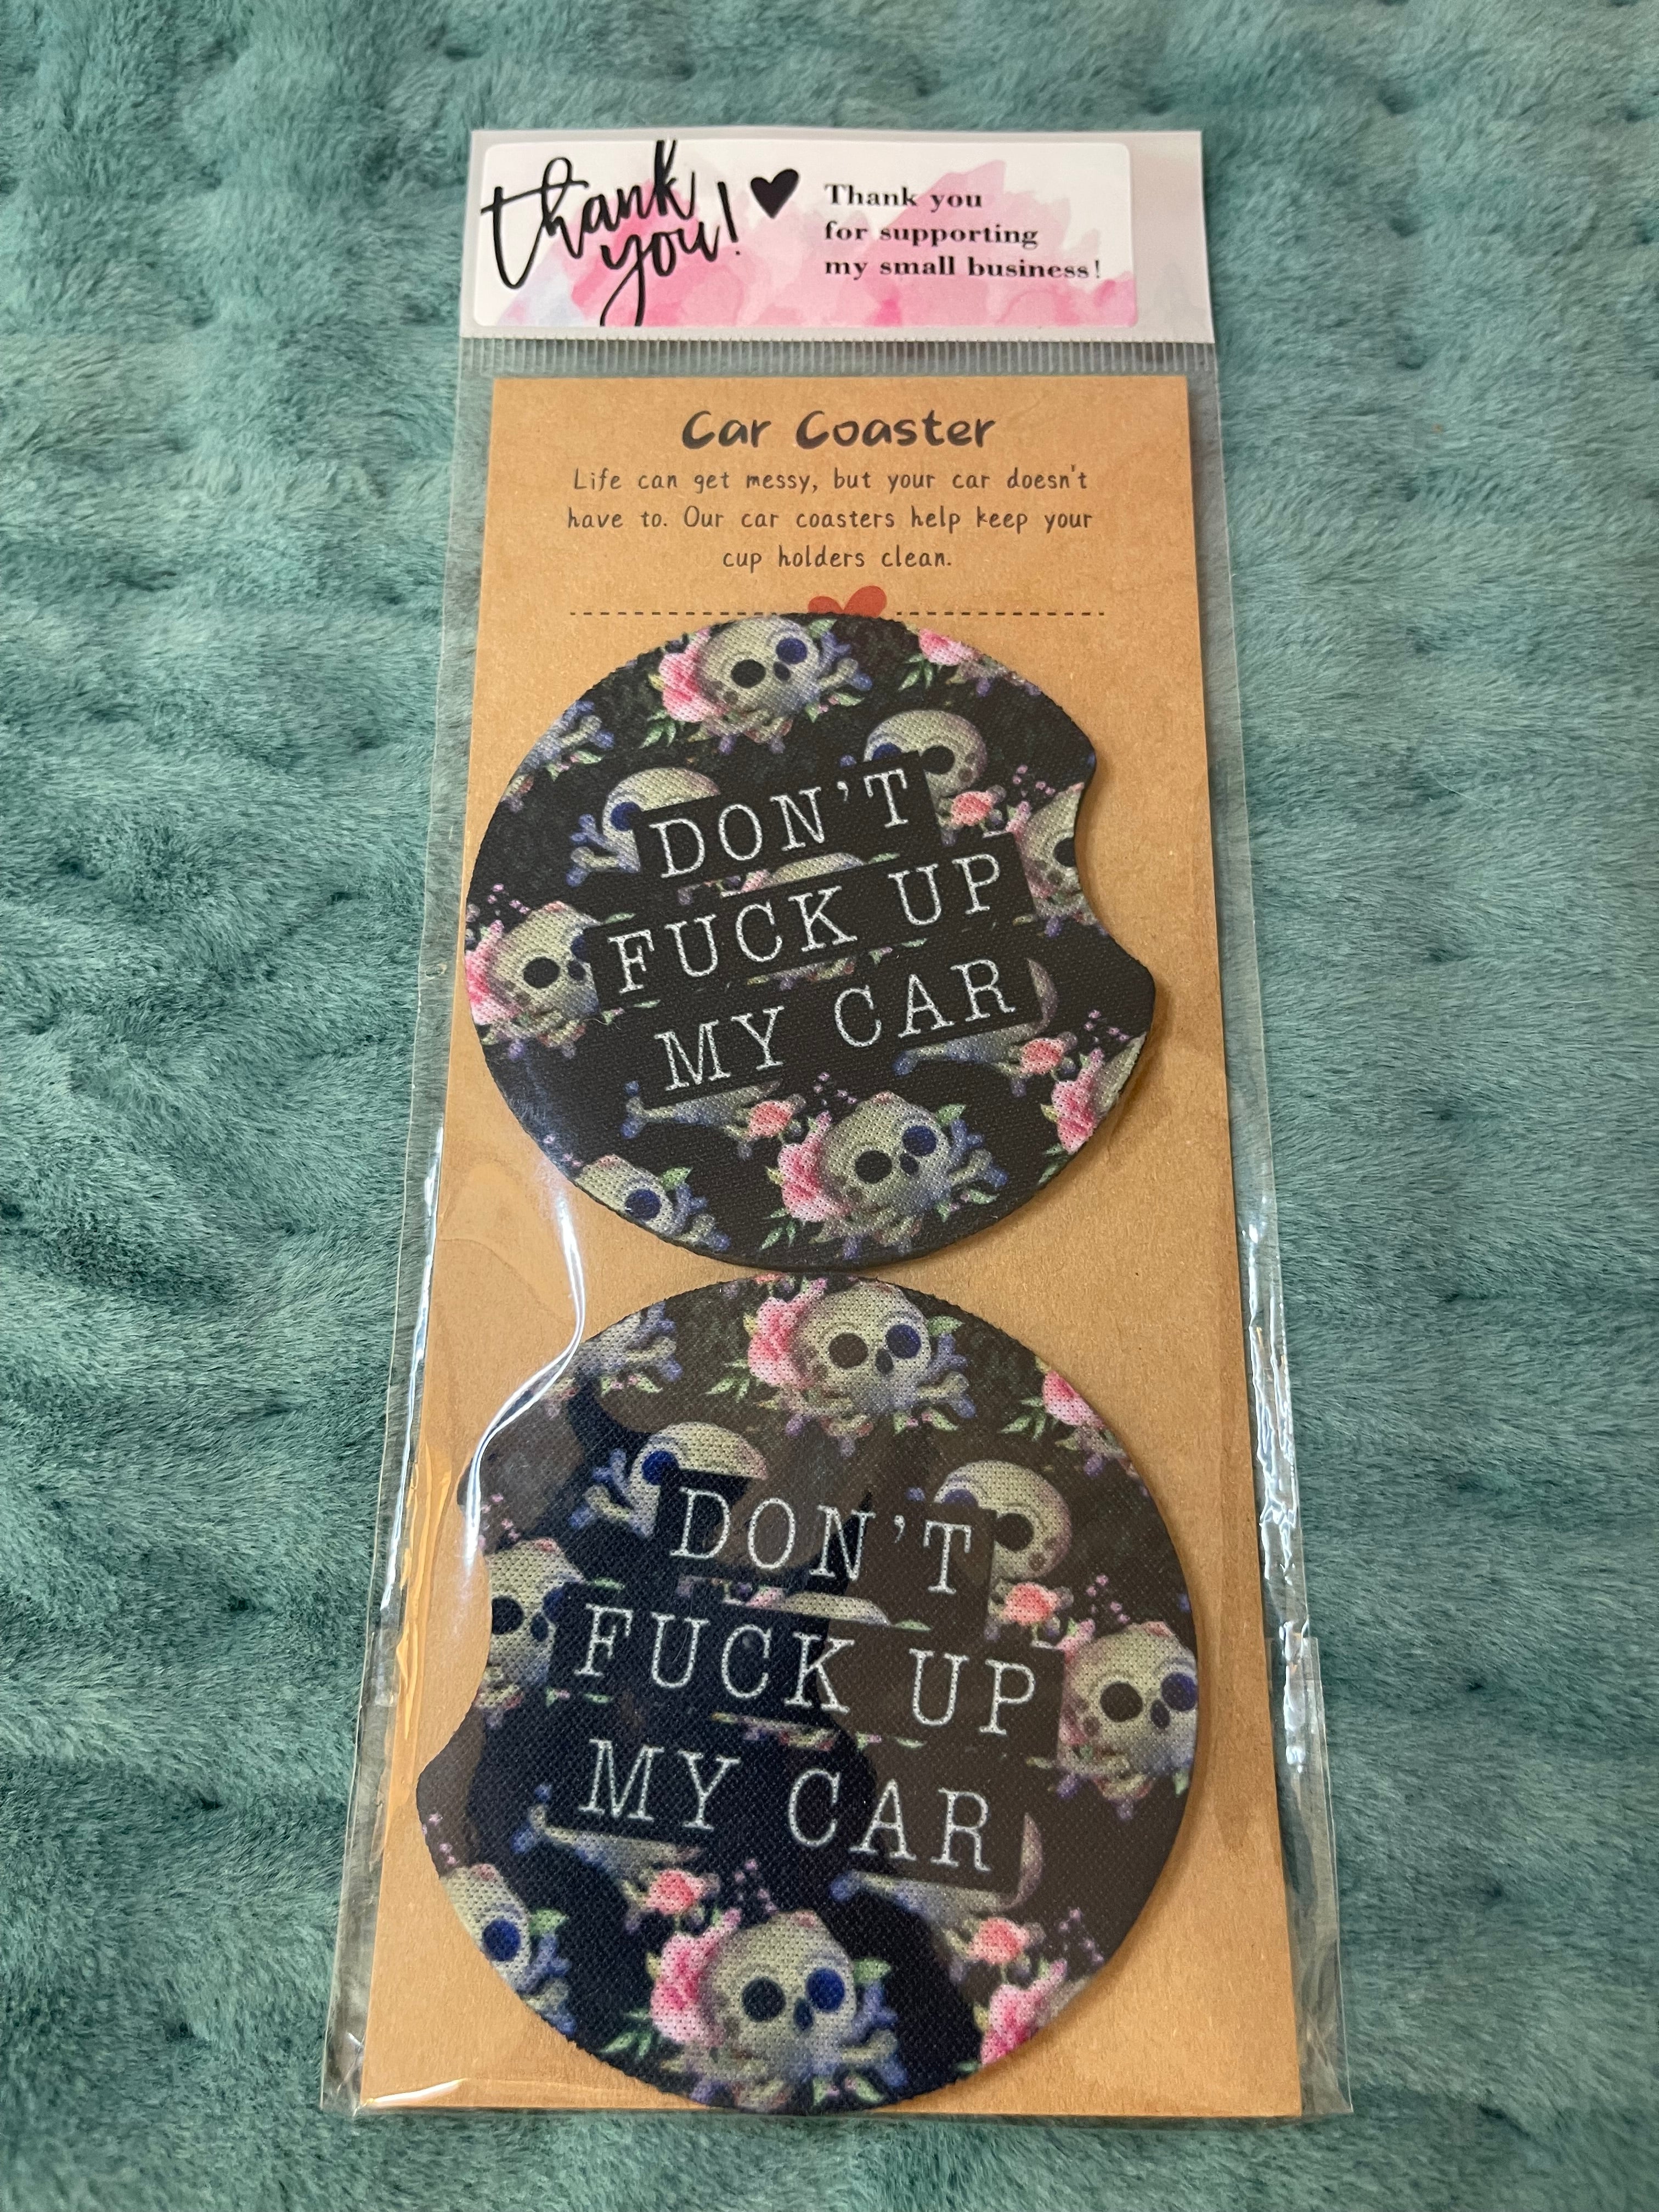 thank
you!
Thank you
for supporting
my small business!
Car Coaster
Life can get messy, but your car doesn't
have to. Our car coasters help keep your
cup holders clean.
DON'T
FUCK UP
MY CAR
DON'T
FUCK UP
MY CAR